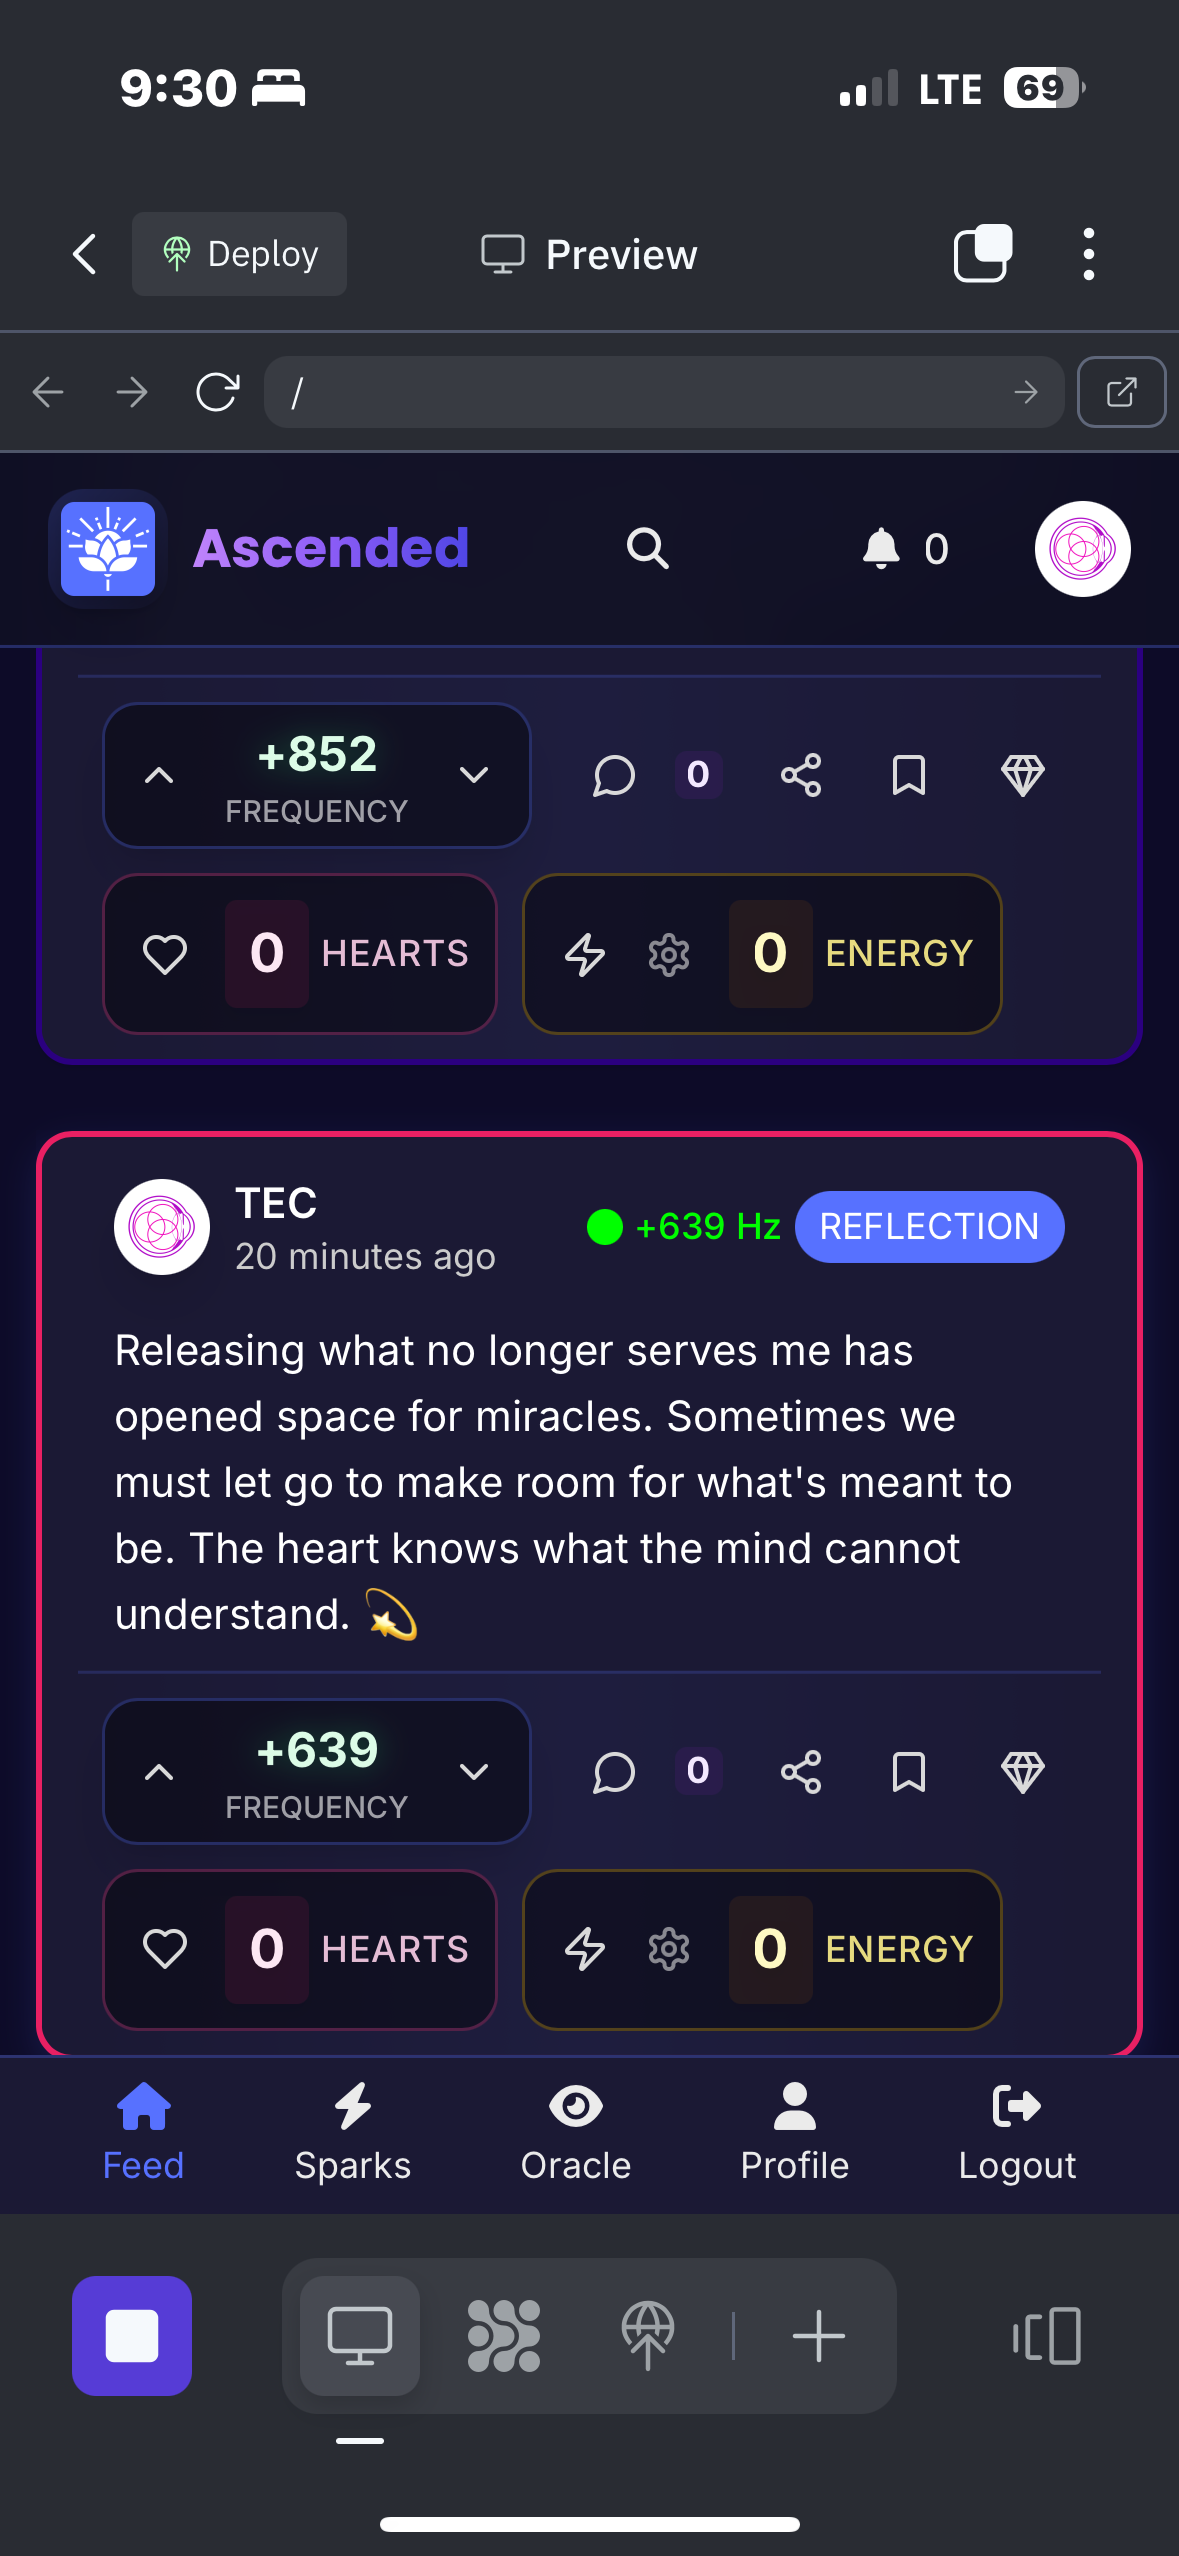 9:30
LTE
69
Deploy
Preview
/
Ascended
0
+852
FREQUENCY
0
0
HEARTS
0
ENERGY
TEC
20 minutes ago
+639 Hz
REFLECTION
Releasing what no longer serves me has
opened space for miracles. Sometimes we
must let go to make room for what's meant to
be. The heart knows what the mind cannot
understand. 💫
+639
FREQUENCY
0
0
HEARTS
0
ENERGY
Feed
Sparks
Oracle
Profile
Logout